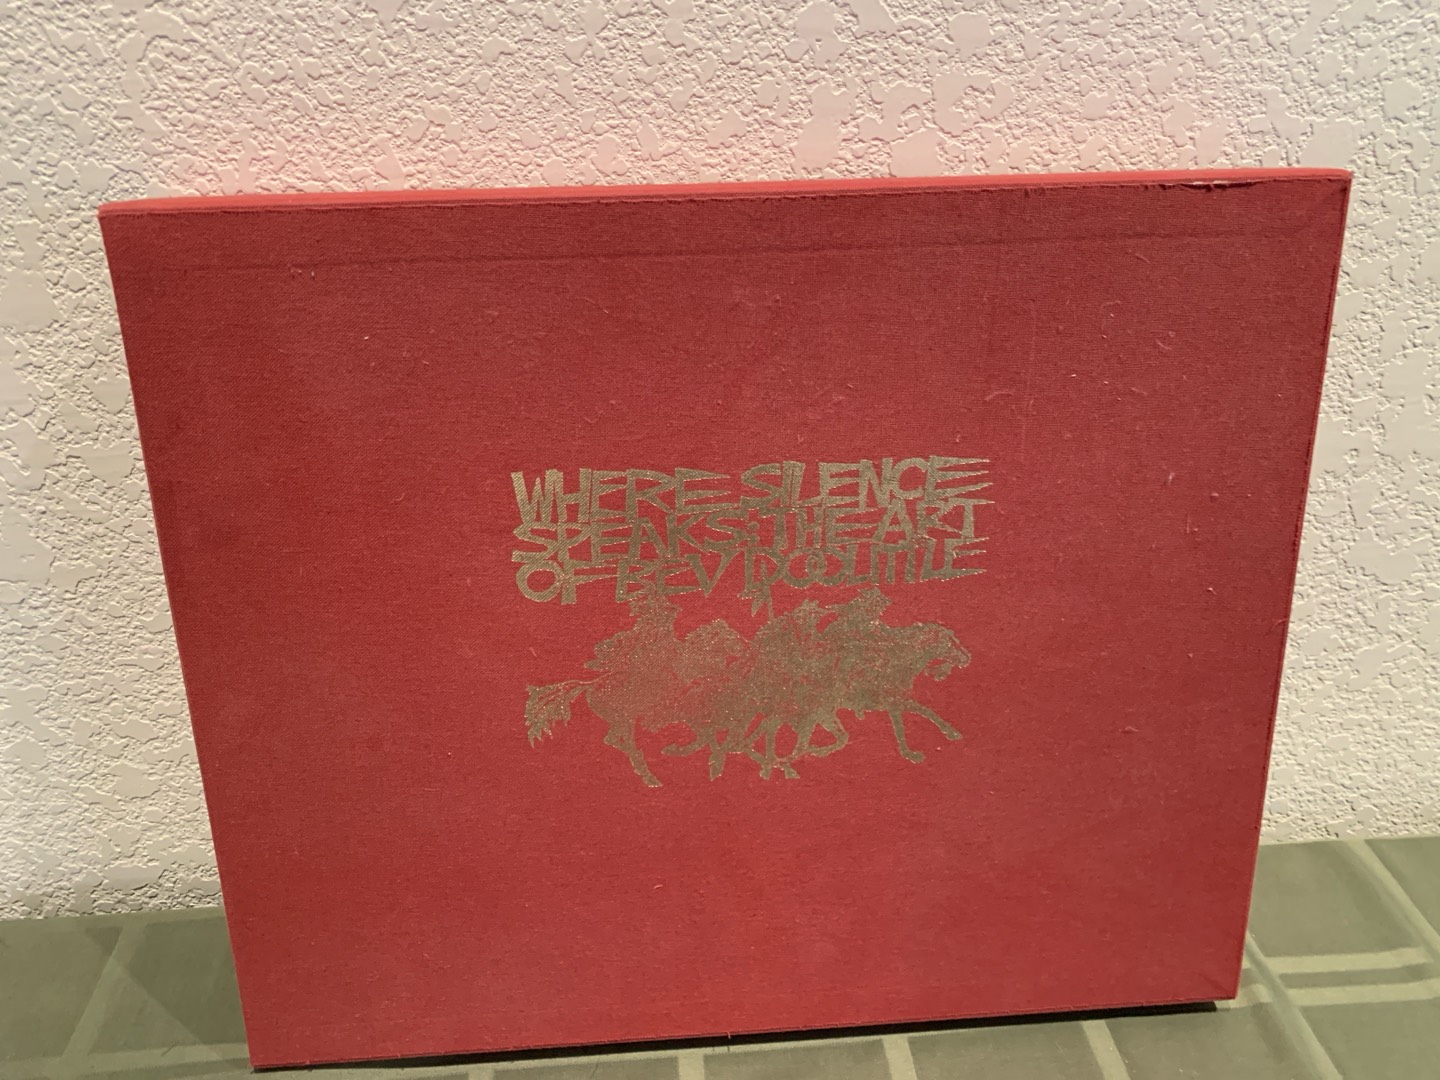 WHERE SILENCE
SPEAKS: THE ART
OF BEV DOOLITTLE